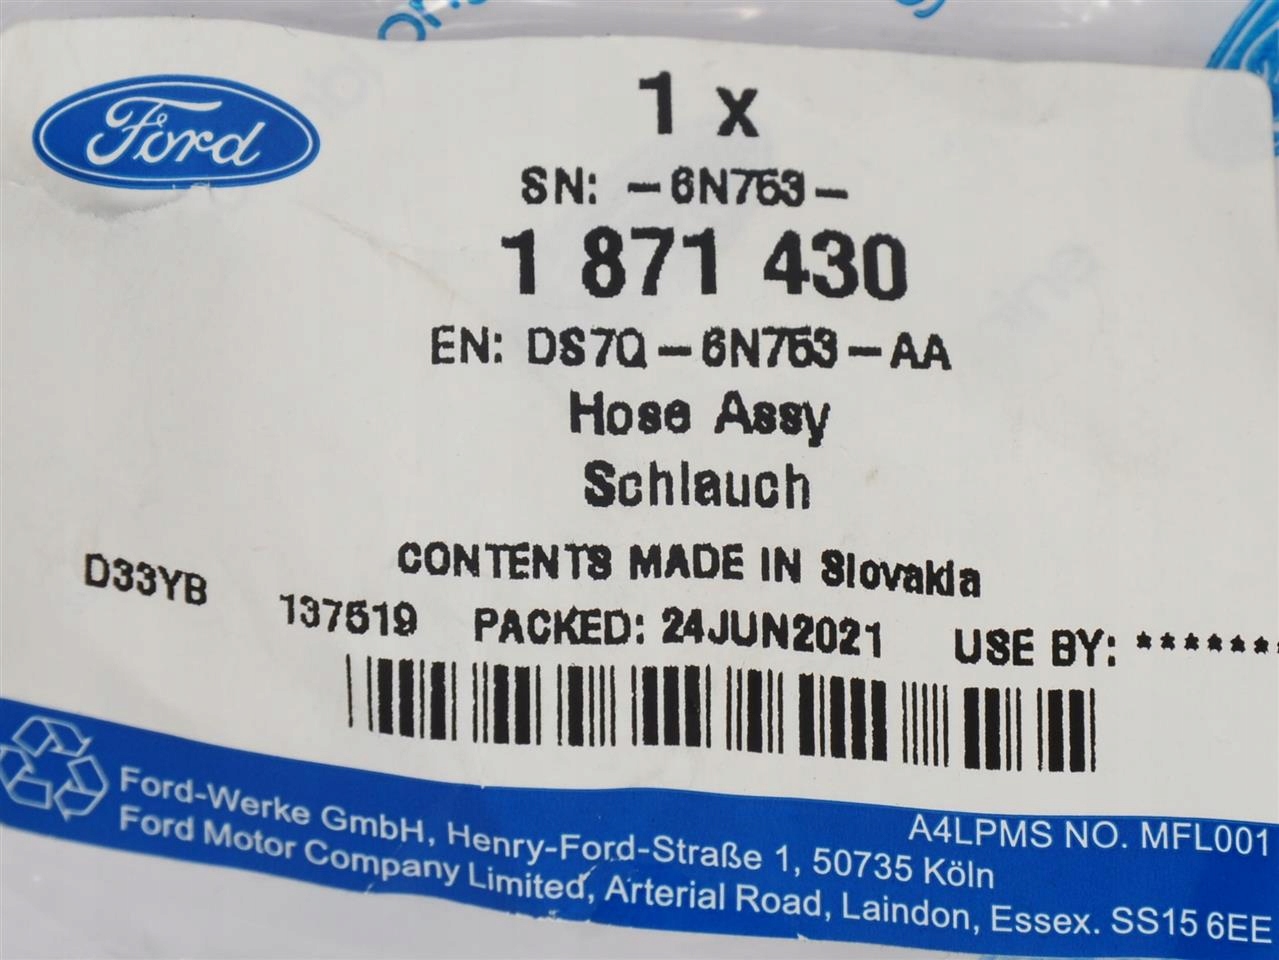 Ford
1 x
SN: -6N753-
1 871 430
EN: DS7Q-6N753-AA
Hose Assy
Schlauch
CONTENTS MADE IN Slovakia
D33YB 137519 PACKED: 24JUN2021 USE BY: *******
A4LPMS NO. MFL001
Ford-Werke GmbH, Henry-Ford-Straße 1, 50735 Köln
Ford Motor Company Limited, Arterial Road, Laindon, Essex. SS15 6EE